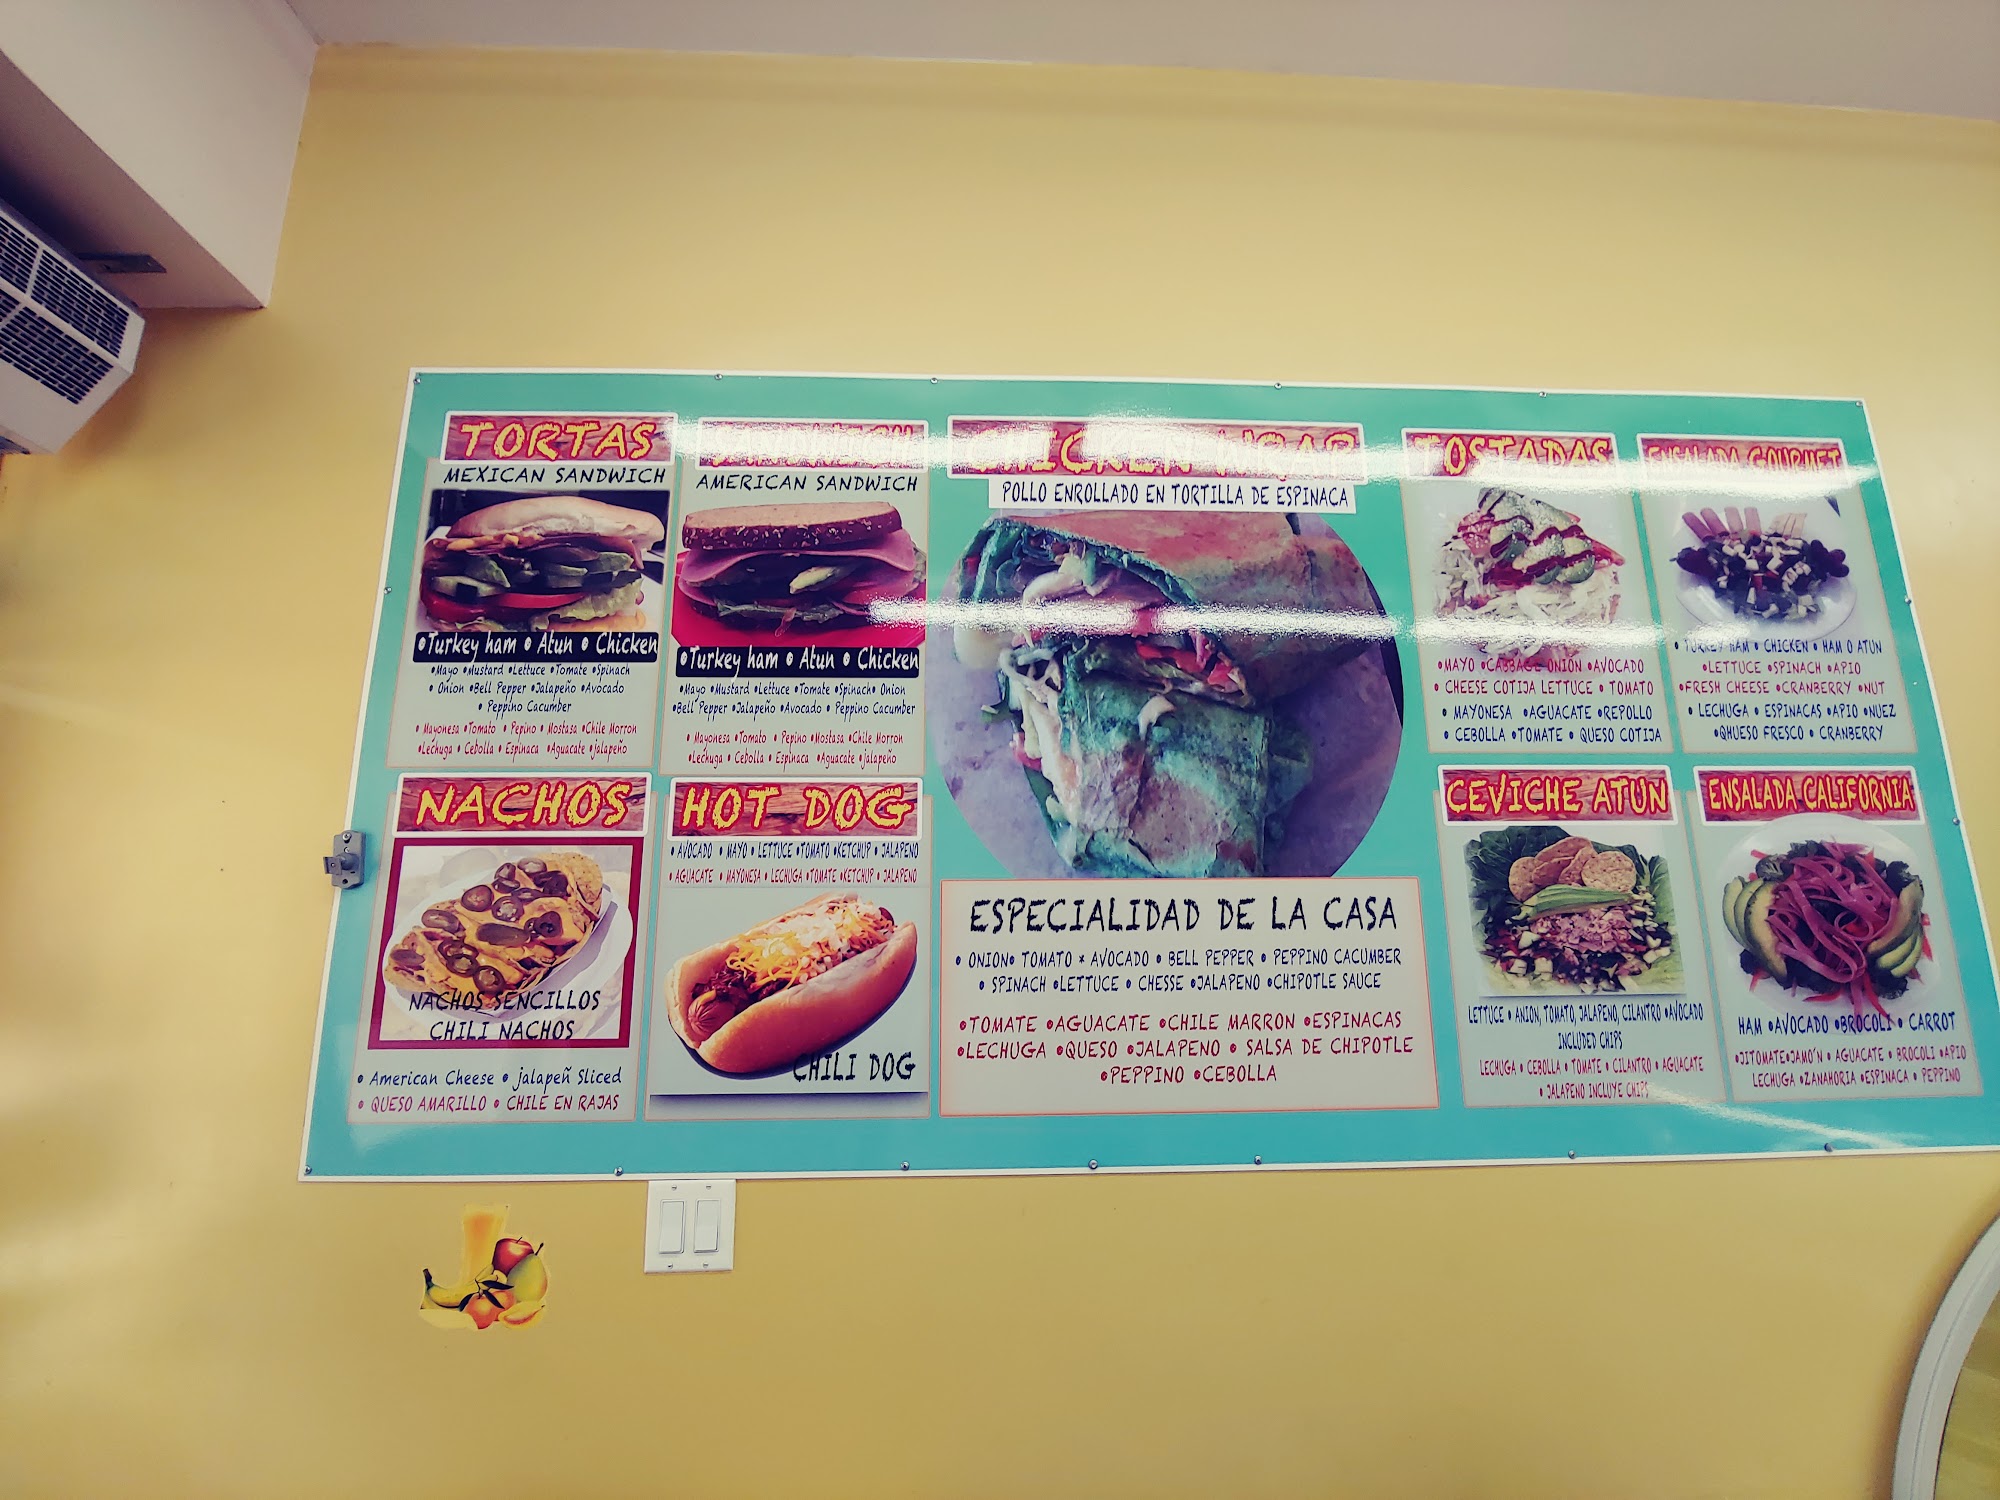 TORTAS
MEXICAN SANDWICH
•Turkey ham • Atun • Chicken
•Mayo •Mustard •Lettuce •Tomate •Spinach
• Onion •Bell Pepper •Jalapeño •Avocado
• Peppino Cacumber
• Mayonesa •Tomato • Pepino • Mostasa •Chile Morron
•Lechuga • Cebolla • Espinaca •Aguacate •jalapeño
SANDWICH
AMERICAN SANDWICH
•Turkey ham • Atun • Chicken
•Mayo •Mustard •Lettuce •Tomate •Spinach• Onion
•Bell Pepper •Jalapeño •Avocado • Peppino Cacumber
• Mayonesa •Tomato • Pepino •Mostasa •Chile Morron
•Lechuga • Cebolla • Espinaca •Aguacate •jalapeño
CHICKEN WRAP
POLLO ENROLLADO EN TORTILLA DE ESPINACA
ESPECIALIDAD DE LA CASA
• ONION• TOMATO * AVOCADO • BELL PEPPER • PEPPINO CACUMBER
• SPINACH •LETTUCE • CHESSE •JALAPENO •CHIPOTLE SAUCE
•TOMATE •AGUACATE •CHILE MARRON •ESPINACAS
•LECHUGA •QUESO •JALAPENO • SALSA DE CHIPOTLE
•PEPPINO •CEBOLLA
TOSTADAS
•MAYO •CABBAGE ONION •AVOCADO
• CHEESE COTIJA LETTUCE • TOMATO
• MAYONESA •AGUACATE •REPOLLO
• CEBOLLA •TOMATE • QUESO COTIJA
ENSALADA GOURMET
• TURKEY HAM • CHICKEN • HAM O ATUN
•LETTUCE •SPINACH •APIO
•FRESH CHEESE •CRANBERRY •NUT
• LECHUGA • ESPINACAS •APIO •NUEZ
•QHUESO FRESCO • CRANBERRY
NACHOS
NACHOS SENCILLOS
CHILI NACHOS
• American Cheese • jalapeñ Sliced
• QUESO AMARILLO • CHILE EN RAJAS
HOT DOG
• AVOCADO • MAYO • LETTUCE •TOMATO •KETCHUP • JALAPENO
• AGUACATE • MAYONESA • LECHUGA •TOMATE •KETCHUP • JALAPENO
CHILI DOG
CEVICHE ATUN
LETTUCE • ANION, TOMATO, JALAPENO, CILANTRO •AVOCADO
INCLUDED CHIPS
LECHUGA • CEBOLLA • TOMATE • CILANTRO • AGUACATE
• JALAPENO INCLUYE CHIPS
ENSALADA CALIFORNIA
HAM •AVOCADO •BROCOLI • CARROT
•JITOMATE•JAMO'N • AGUACATE • BROCOLI •APIO
LECHUGA •ZANAHORIA •ESPINACA • PEPPINO